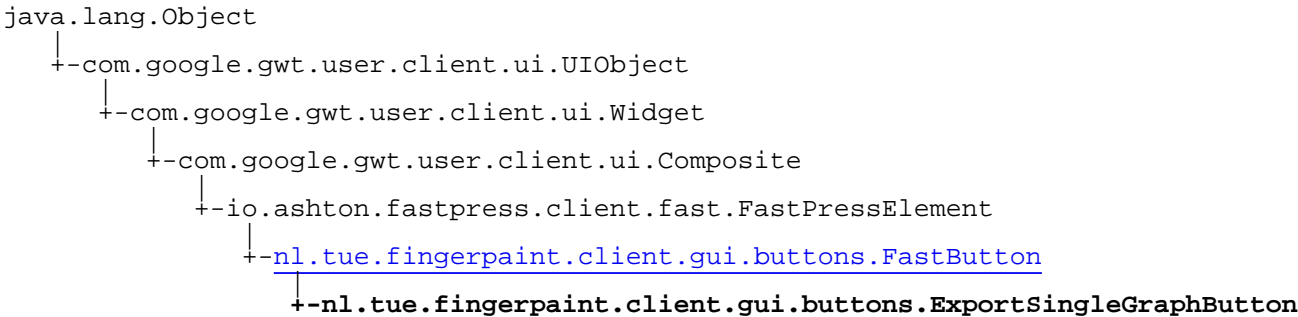 java.lang.Object
+-com.google.gwt.user.client.ui.UIObject
+-com.google.gwt.user.client.ui.Widget
+-com.google.gwt.user.client.ui.Composite
+-io.ashton.fastpress.client.fast.FastPressElement
+-nl.tue.fingerpaint.client.gui.buttons.FastButton
+-nl.tue.fingerpaint.client.gui.buttons.ExportSingleGraphButton